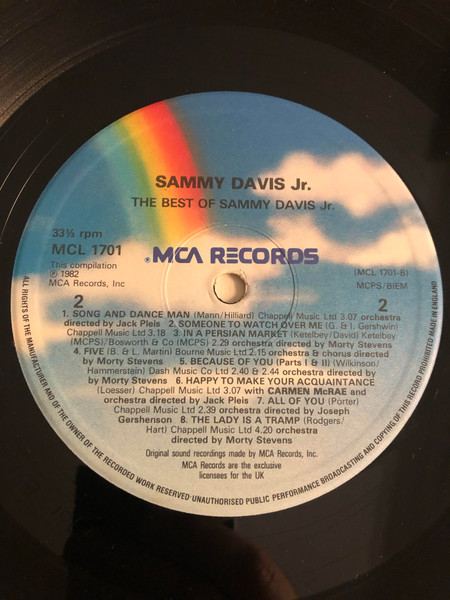 SAMMY DAVIS Jr.
THE BEST OF SAMMY DAVIS Jr.
33⅓ rpm
MCL 1701
This compilation
℗ 1982
MCA Records, Inc
MCA RECORDS
(MCL 1701-B)
MCPS/BIEM
2
2
1. SONG AND DANCE MAN (Mann/Hilliard) Chappell Music Ltd 3.07 orchestra
directed by Jack Pleis 2. SOMEONE TO WATCH OVER ME (G. & I. Gershwin)
Chappell Music Ltd 3.18 3. IN A PERSIAN MARKET (Ketelbey/David) Ketelbey
(MCPS)/Bosworth & Co (MCPS) 2.29 orchestra directed by Morty Stevens
4. FIVE (B. & L. Martin) Bourne Music Ltd 2.15 orchestra & chorus directed by
Morty Stevens 5. BECAUSE OF YOU (Parts I & II) (Wilkinson/
Hammerstein) Dash Music Co Ltd 2.40 & 2.44 orchestra directed
by Morty Stevens 6. HAPPY TO MAKE YOUR ACQUAINTANCE
(Loesser) Chappell Music Ltd 3.07 with CARMEN McRAE and
orchestra directed by Jack Pleis 7. ALL OF YOU (Porter)
Chappell Music Ltd 2.39 orchestra directed by Joseph
Gershenson 8. THE LADY IS A TRAMP (Rodgers/
Hart) Chappell Music Ltd 4.20 orchestra
directed by Morty Stevens
Original sound recordings made by MCA Records, Inc.
MCA Records are the exclusive
licensees for the UK
ALL RIGHTS OF THE MANUFACTURER AND OF THE OWNER OF THE RECORDED WORK RESERVED·UNAUTHORISED PUBLIC PERFORMANCE BROADCASTING AND COPYING OF THIS RECORD PROHIBITED MADE IN ENGLAND